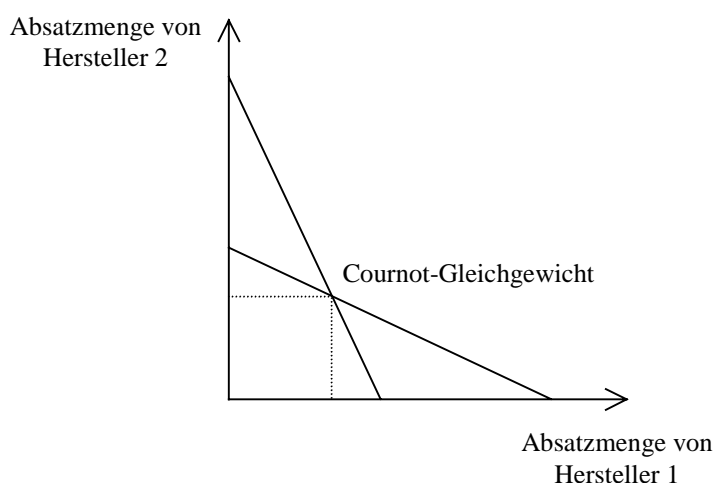 Absatzmenge von
Hersteller 2
Cournot-Gleichgewicht
Absatzmenge von
Hersteller 1